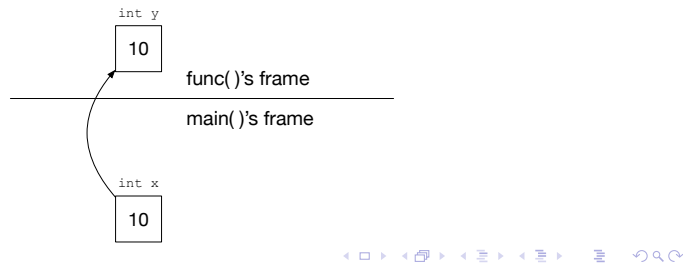 int y
10
func( )'s frame
main( )'s frame
int x
10